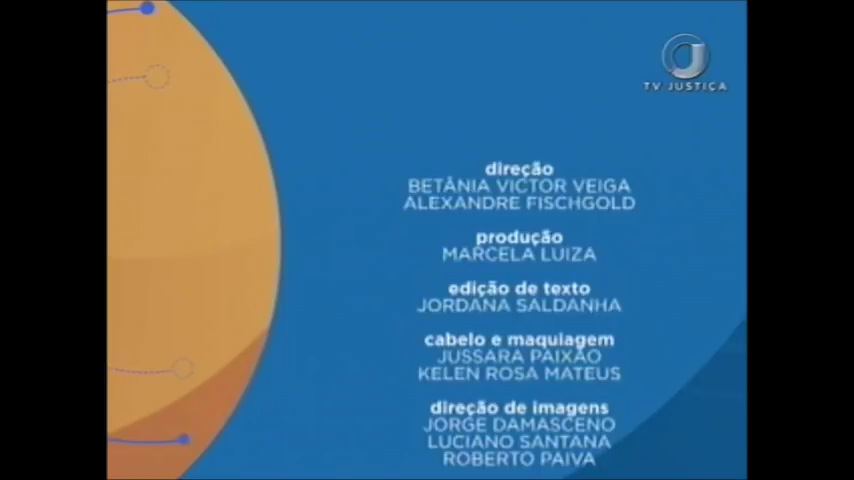 TV JUSTIÇA
direção
BETÂNIA VICTOR VEIGA
ALEXANDRE FISCHGOLD
produção
MARCELA LUIZA
edição de texto
JORDANA SALDANHA
cabelo e maquiagem
JUSSARA PAIXÃO
KELEN ROSA MATEUS
direção de imagens
JORGE DAMASCENO
LUCIANO SANTANA
ROBERTO PAIVA